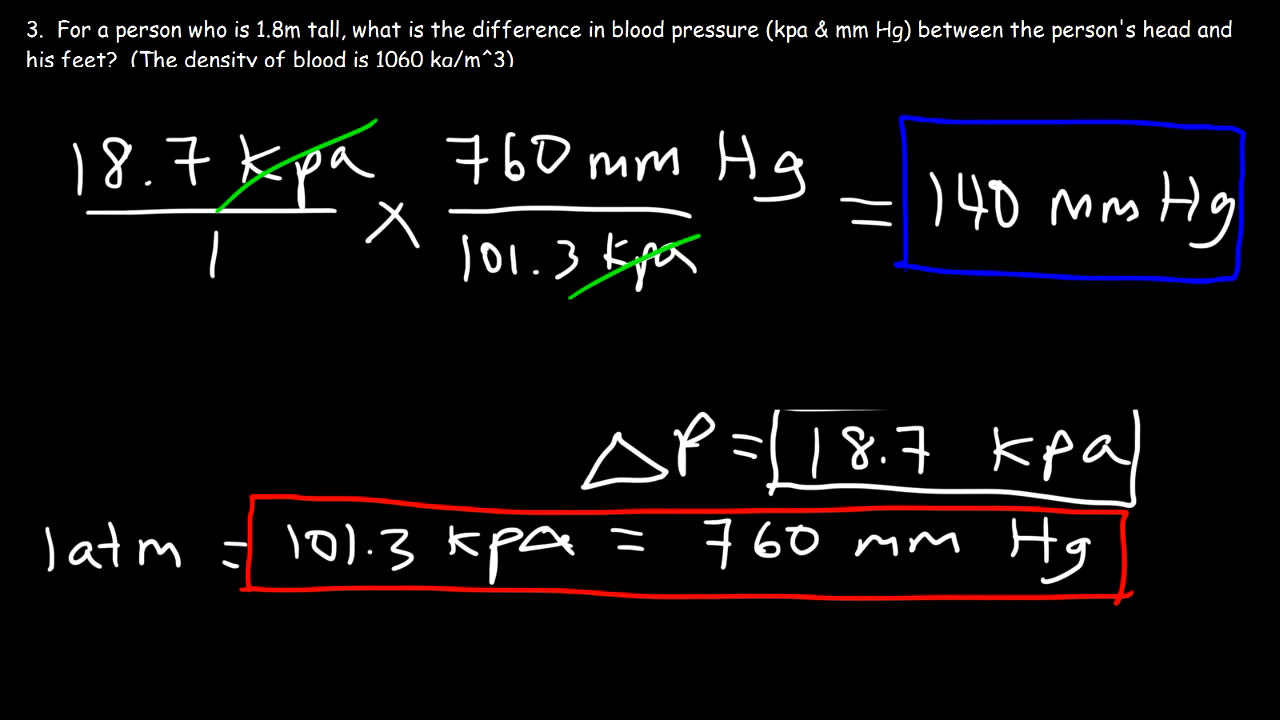 3. For a person who is 1.8m tall, what is the difference in blood pressure (kpa & mm Hg) between the person's head and
his feet? (The density of blood is 1060 kg/m^3)
18.7 kpa / 1 × 760 mm Hg / 101.3 kpa = 140 mm Hg
ΔP = 18.7 kpa
1 atm = 101.3 kpa = 760 mm Hg